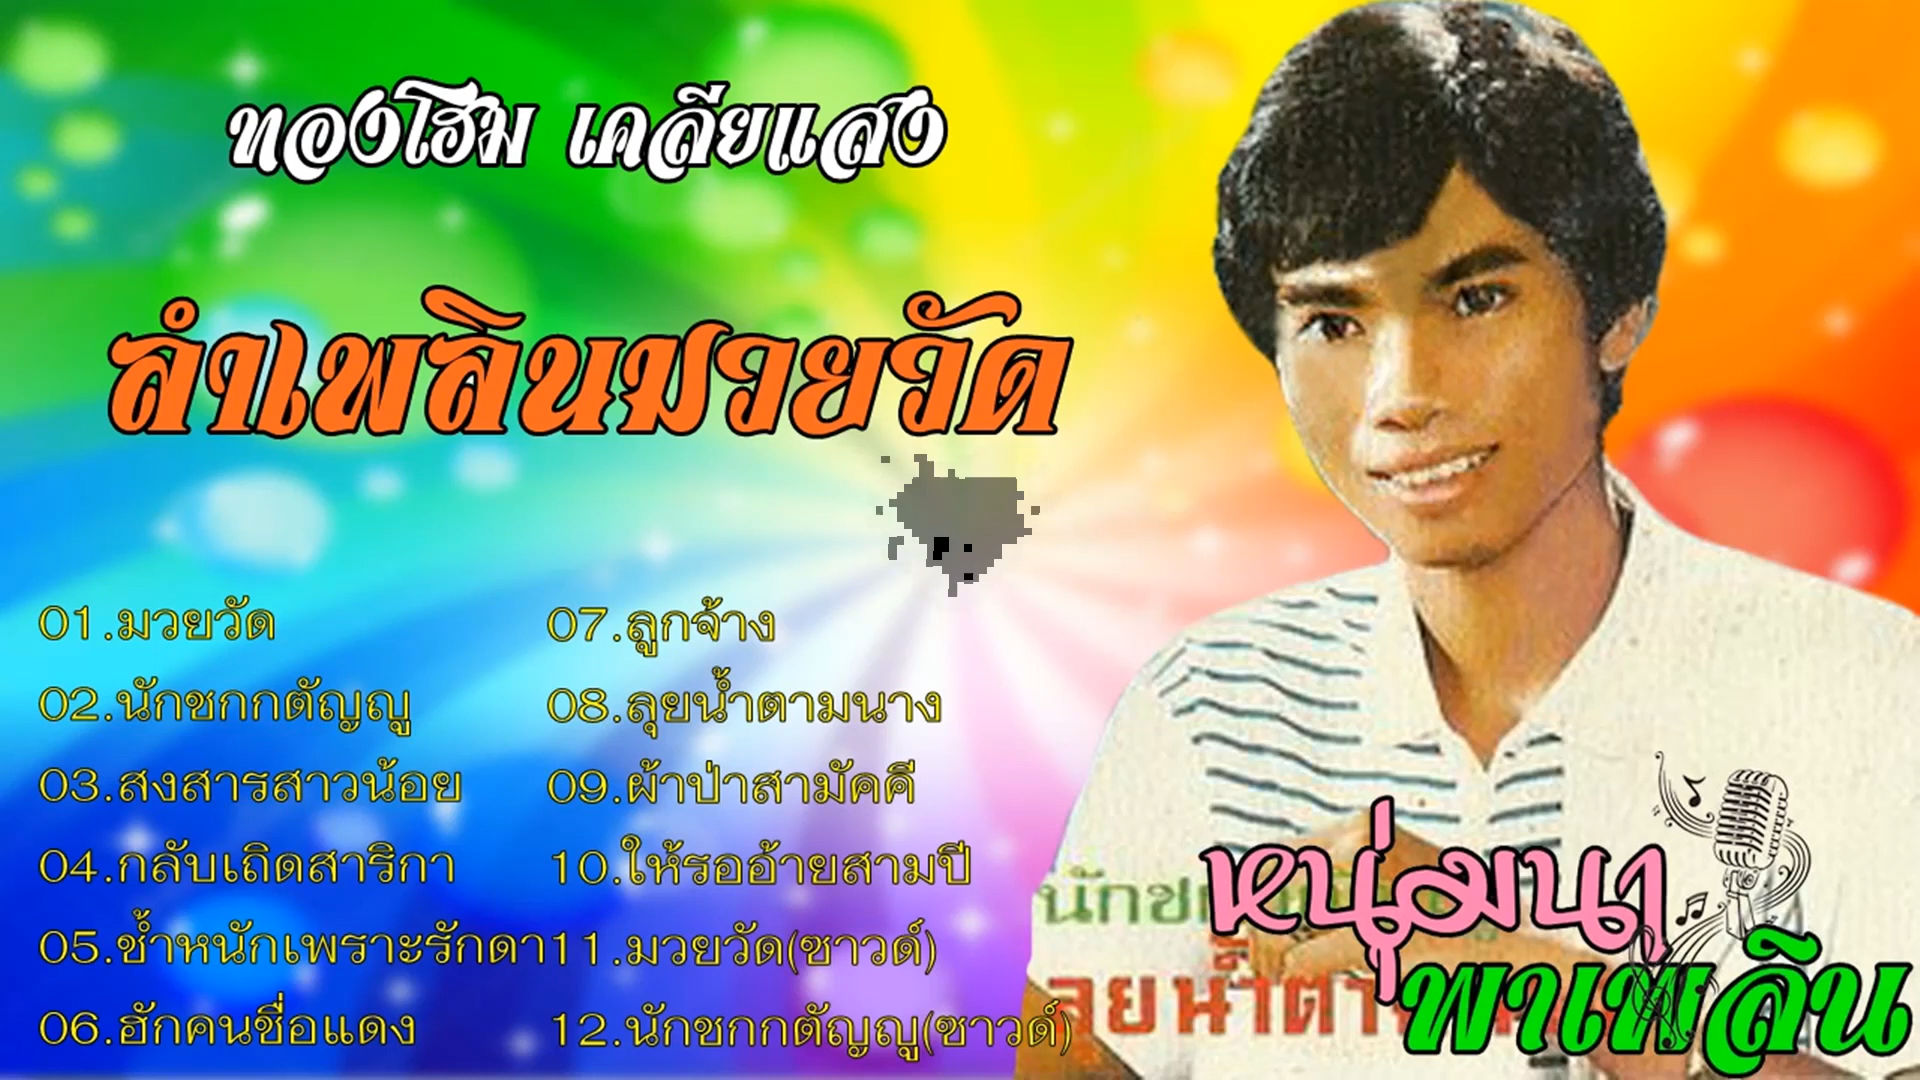 ทองโฮม เคลียแสง
ลำเพลินมวยวัด
01.มวยวัด
02.นักชกกตัญญู
03.สงสารสาวน้อย
04.กลับเถิดสาริกา
05.ช้ำหนักเพราะรักดา
06.ฮักคนชื่อแดง
07.ลูกจ้าง
08.ลุยน้ำตามนาง
09.ผ้าป่าสามัคคี
10.ให้รออ้ายสามปี
11.มวยวัด(ซาวด์)
12.นักชกกตัญญู(ซาวด์)
หนุ่มนา
พาเพลิน